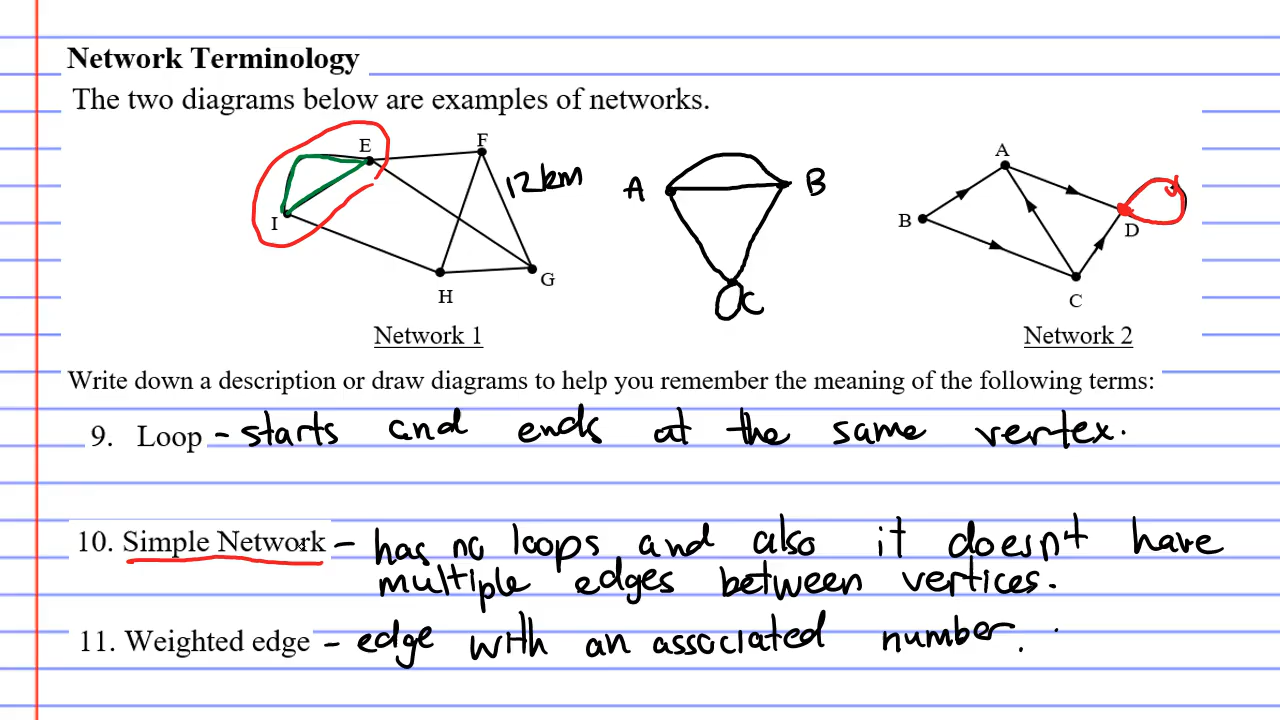 Network Terminology
The two diagrams below are examples of networks.
E
F
12km
I
H
G
A
B
C
A
B
D
C
Network 1
Network 2
Write down a description or draw diagrams to help you remember the meaning of the following terms:
9. Loop - starts and ends at the same vertex.
10. Simple Network - has no loops and also it doesn't have
multiple edges between vertices.
11. Weighted edge - edge with an associated number.